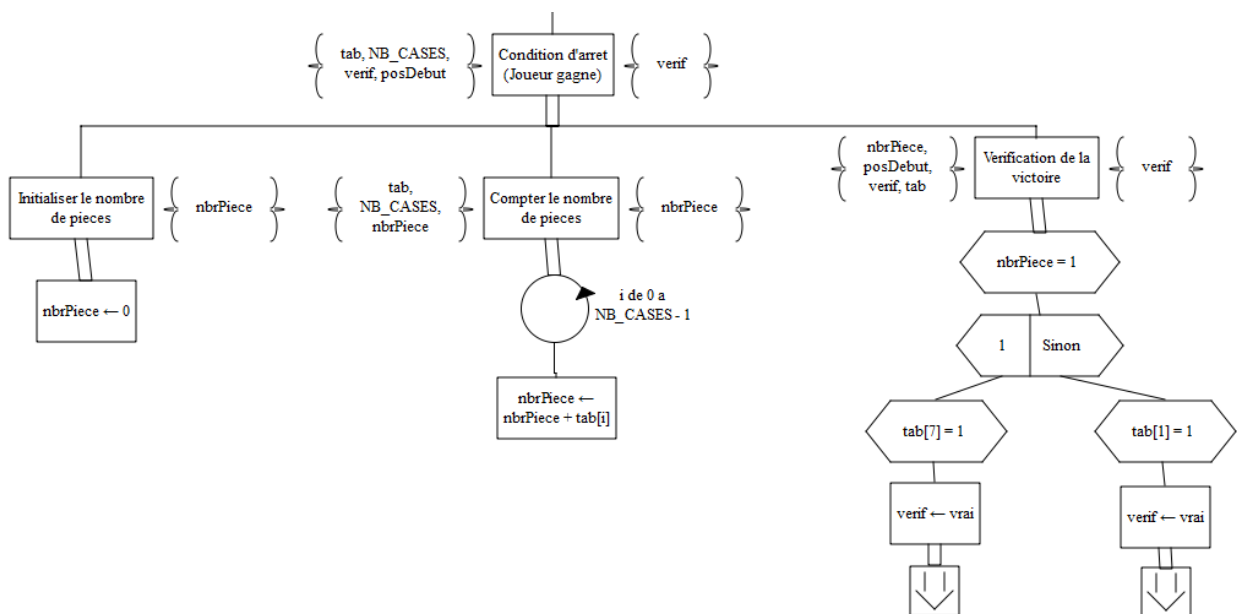 tab, NB_CASES,
verif, posDebut
Condition d'arret
(Joueur gagne)
verif
Initialiser le nombre
de pieces
nbrPiece
tab,
NB_CASES,
nbrPiece
Compter le nombre
de pieces
nbrPiece
nbrPiece,
posDebut,
verif, tab
Verification de la
victoire
verif
nbrPiece ← 0
i de 0 a
NB_CASES - 1
nbrPiece ←
nbrPiece + tab[i]
nbrPiece = 1
1
Sinon
tab[7] = 1
tab[1] = 1
verif ← vrai
verif ← vrai